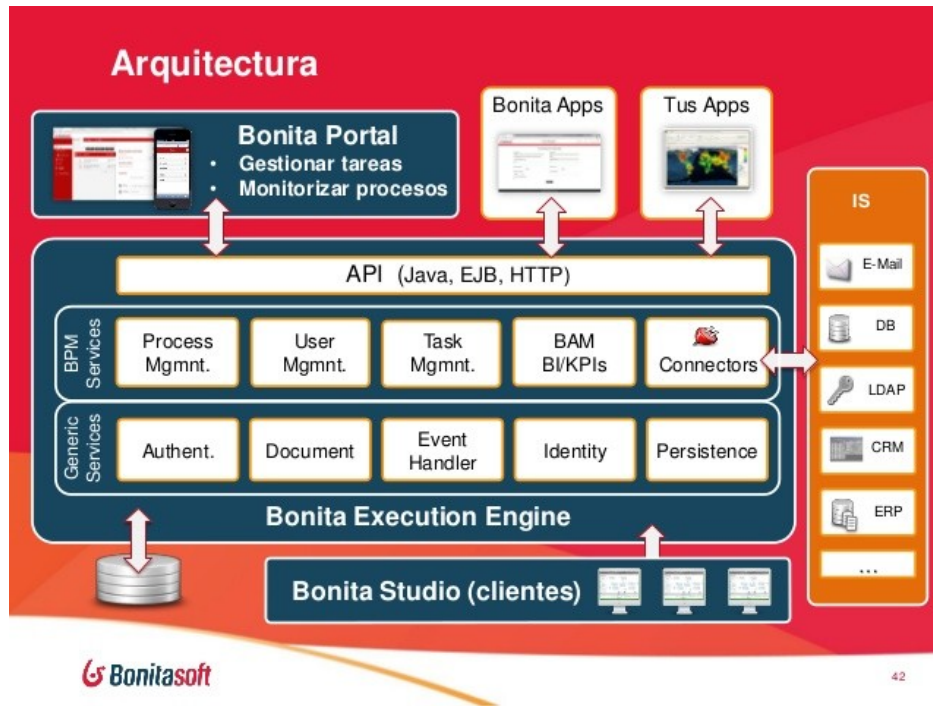 Arquitectura
Bonita Portal
• Gestionar tareas
• Monitorizar procesos
Bonita Apps
Tus Apps
IS
E-Mail
DB
LDAP
CRM
ERP
...
API (Java, EJB, HTTP)
BPM
Services
Process
Mgmnt.
User
Mgmnt.
Task
Mgmnt.
BAM
BI/KPIs
Connectors
Generic
Services
Authent.
Document
Event
Handler
Identity
Persistence
Bonita Execution Engine
Bonita Studio (clientes)
Bonitasoft
42